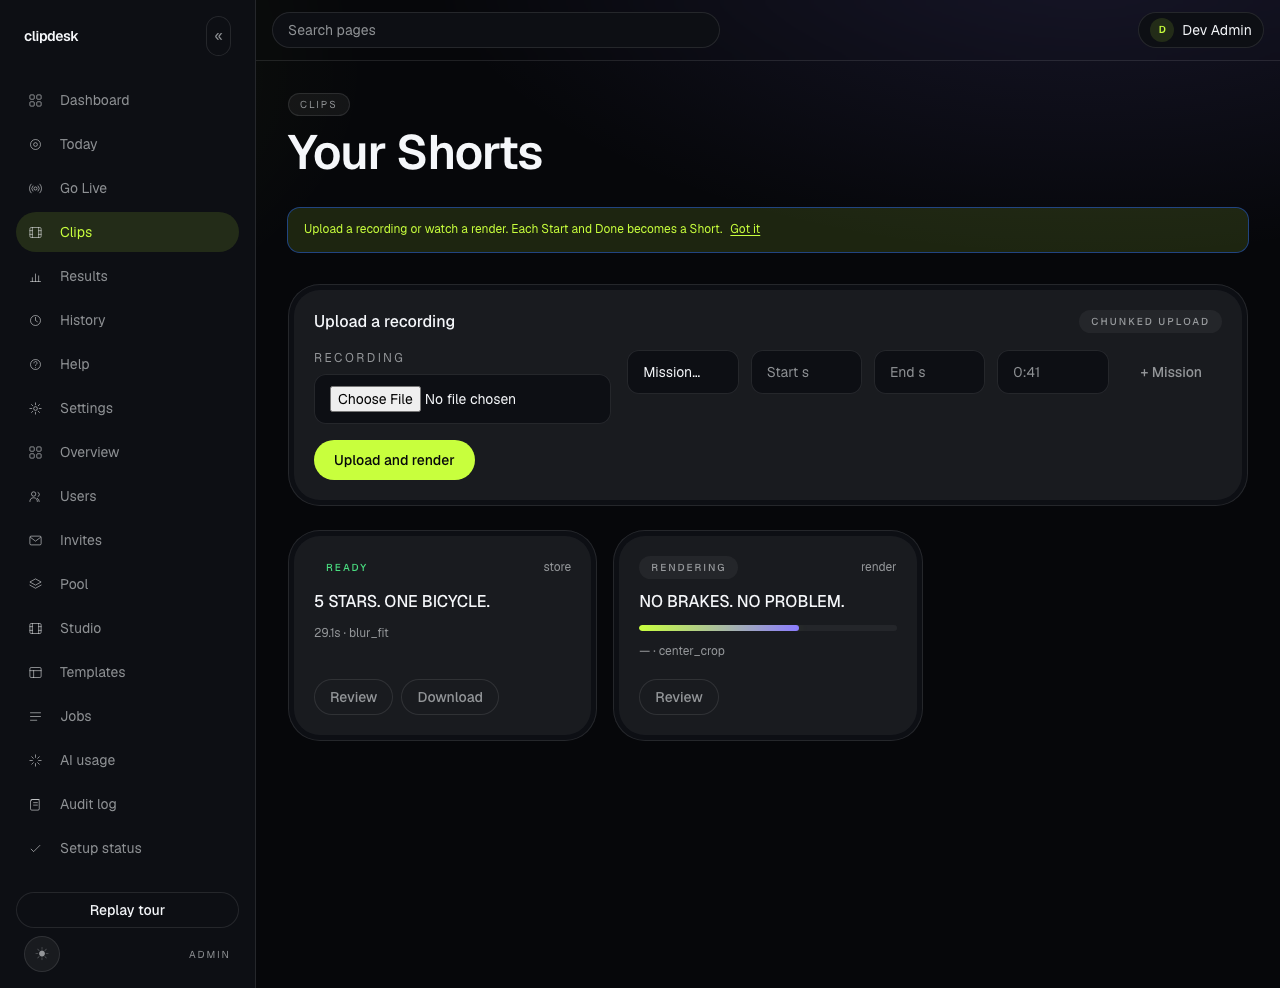 clipdesk
«
Search pages
D
Dev Admin
Dashboard
Today
Go Live
Clips
Results
History
Help
Settings
Overview
Users
Invites
Pool
Studio
Templates
Jobs
AI usage
Audit log
Setup status
Replay tour
ADMIN
CLIPS
Your Shorts
Upload a recording or watch a render. Each Start and Done becomes a Short. Got it
Upload a recording
CHUNKED UPLOAD
RECORDING
Choose File No file chosen
Mission…
Start s
End s
0:41
+ Mission
Upload and render
READY
store
5 STARS. ONE BICYCLE.
29.1s · blur_fit
Review
Download
RENDERING
render
NO BRAKES. NO PROBLEM.
— · center_crop
Review